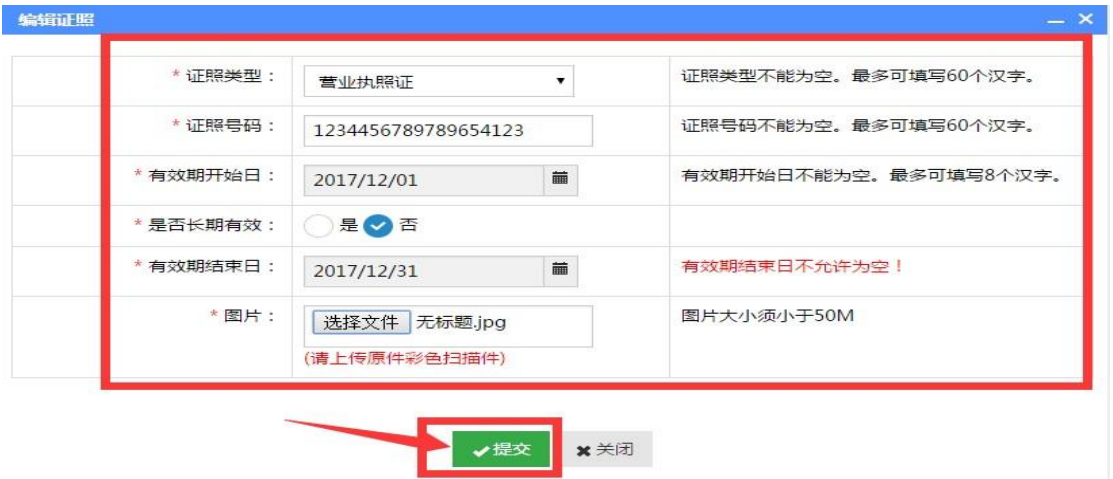 编辑证照
* 证照类型： 营业执照证 证照类型不能为空。最多可填写60个汉字。
* 证照号码： 1234456789789654123 证照号码不能为空。最多可填写60个汉字。
* 有效期开始日： 2017/12/01 有效期开始日不能为空。最多可填写8个汉字。
* 是否长期有效： 是 否
* 有效期结束日： 2017/12/31 有效期结束日不允许为空！
* 图片： 选择文件 无标题.jpg 图片大小须小于50M
(请上传原件彩色扫描件)
提交 关闭